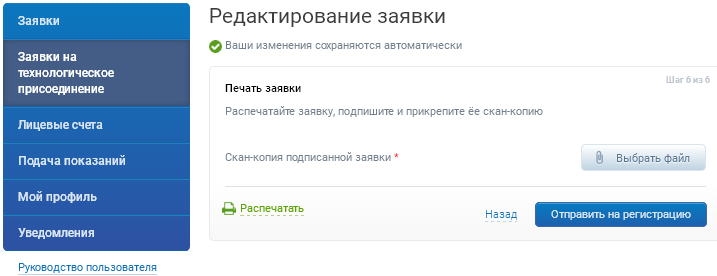 Заявки
Заявки на
технологическое
присоединение
Лицевые счета
Подача показаний
Мой профиль
Уведомления
Руководство пользователя
Редактирование заявки
Ваши изменения сохраняются автоматически
Шаг 6 из 6
Печать заявки
Распечатайте заявку, подпишите и прикрепите ёе скан-копию
Скан-копия подписанной заявки *
Выбрать файл
Распечатать
Назад
Отправить на регистрацию